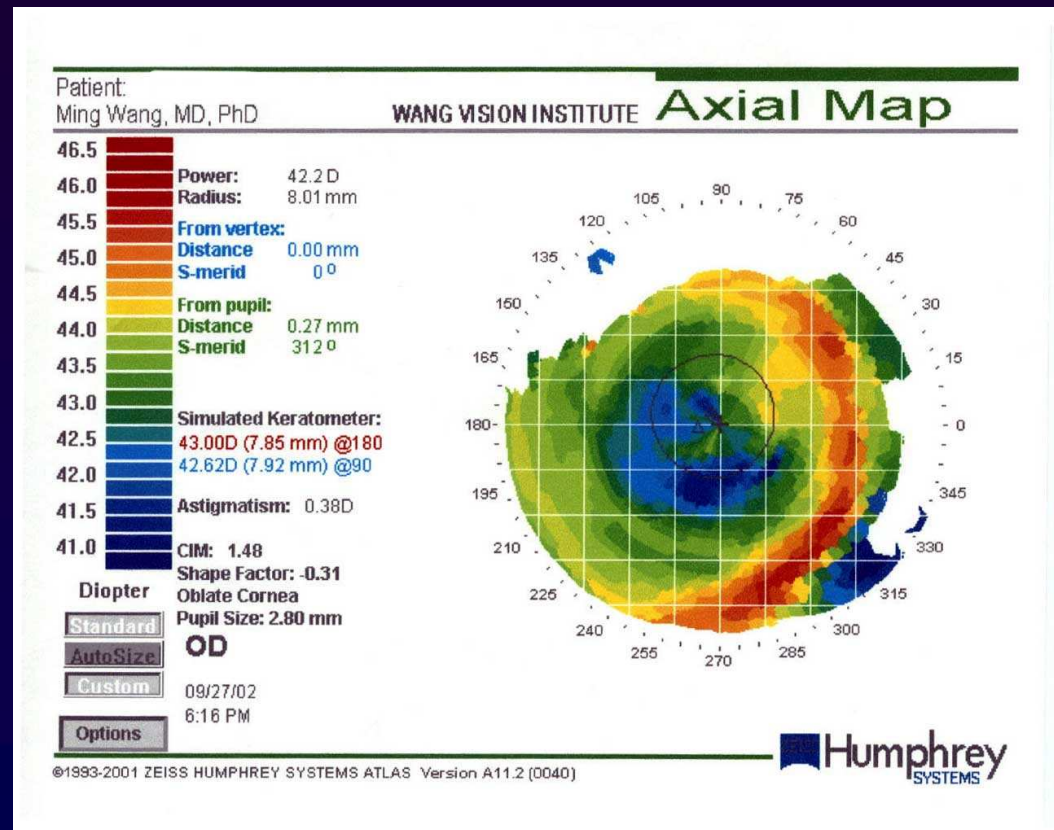 Patient:
Ming Wang, MD, PhD
WANG VISION INSTITUTE
Axial Map
46.5
46.0
45.5
45.0
44.5
44.0
43.5
43.0
42.5
42.0
41.5
41.0
Diopter
Standard
AutoSize
Custom
Options
Power: 42.2 D
Radius: 8.01 mm
From vertex:
Distance 0.00 mm
S-merid 0º
From pupil:
Distance 0.27 mm
S-merid 312º
Simulated Keratometer:
43.00D (7.85 mm) @180
42.62D (7.92 mm) @90
Astigmatism: 0.38D
CIM: 1.48
Shape Factor: -0.31
Oblate Cornea
Pupil Size: 2.80 mm
OD
09/27/02
6:16 PM
105
90
75
120
60
135
45
150
30
165
15
180
0
195
345
210
330
225
315
240
300
255
270
285
Humphrey
SYSTEMS
©1993-2001 ZEISS HUMPHREY SYSTEMS ATLAS Version A11.2 (0040)